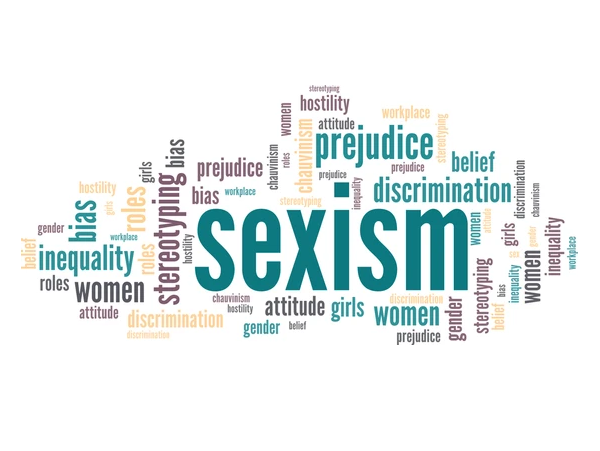 stereotyping
hostility
women
attitude
workplace
stereotyping
chauvinism
prejudice
roles
chauvinism
prejudice
prejudice
belief
bias
girls
prejudice
bias
workplace
stereotyping
inequality
discrimination
discrimination
chauvinism
hostility
girls
roles
stereotyping
hostility
sexism
women
attitude
girls
gender
inequality
workplace
gender
bias
workplace
belief
inequality
roles
women
roles
attitude
chauvinism
hostility
attitude
girls
discrimination
women
gender
stereotyping
sex
inequality
women
bias
belief
discrimination
discrimination
gender
belief
prejudice